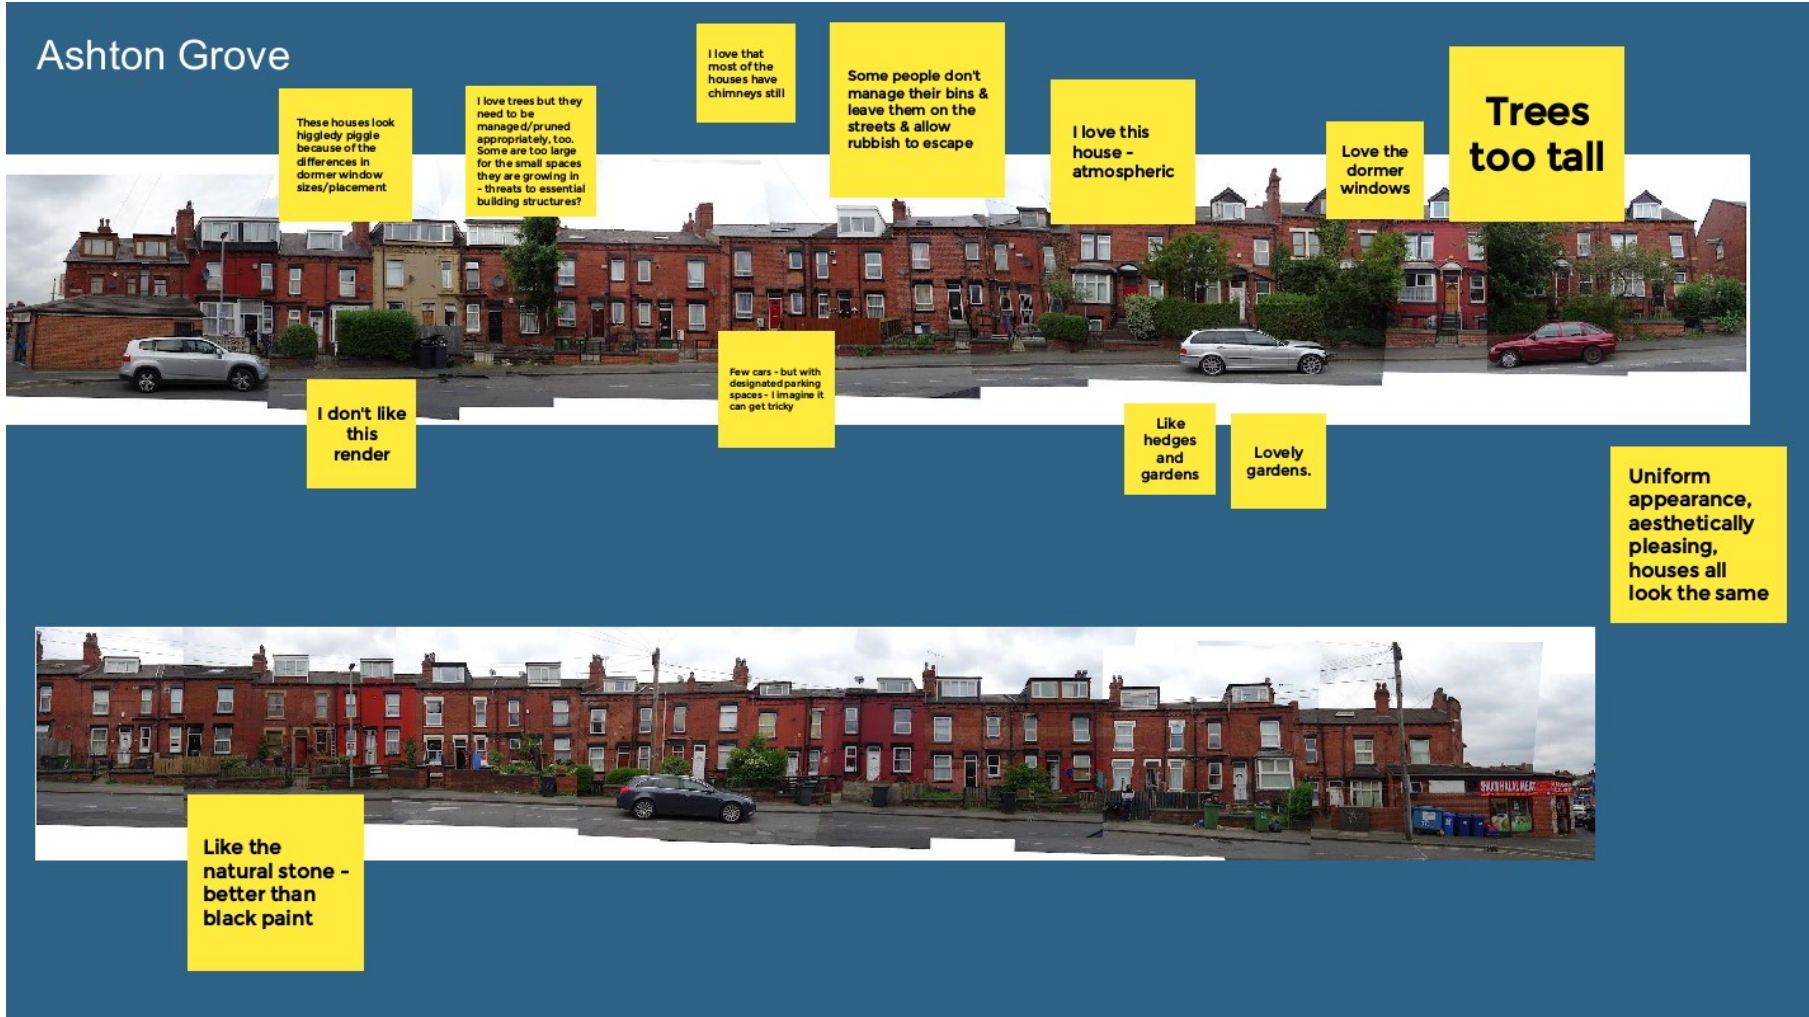 Ashton Grove
I love that
most of the
houses have
chimneys still
Some people don't
manage their bins &
leave them on the
streets & allow
rubbish to escape
Trees
too tall
These houses look
higgledy piggle
because of the
differences in
dormer window
sizes/placement
I love trees but they
need to be
managed/pruned
appropriately, too.
Some are too large
for the small spaces
they are growing in
- threats to essential
building structures?
I love this
house -
atmospheric
Love the
dormer
windows
Few cars - but with
designated parking
spaces - I imagine it
can get tricky
I don't like
this
render
Like
hedges
and
gardens
Lovely
gardens.
Uniform
appearance,
aesthetically
pleasing,
houses all
look the same
Like the
natural stone -
better than
black paint